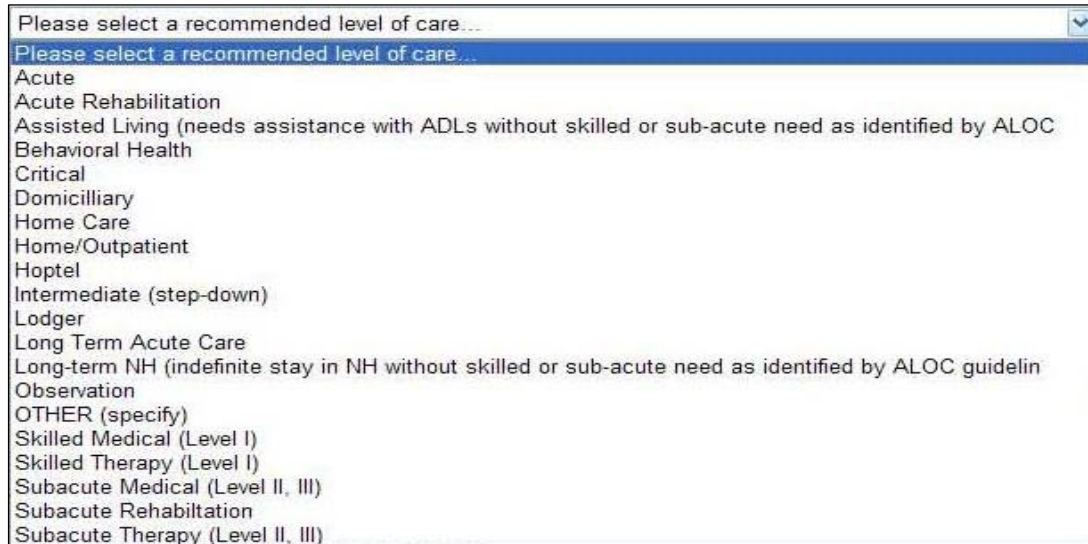 Please select a recommended level of care...
Please select a recommended level of care...
Acute
Acute Rehabilitation
Assisted Living (needs assistance with ADLs without skilled or sub-acute need as identified by ALOC
Behavioral Health
Critical
Domicilliary
Home Care
Home/Outpatient
Hoptel
Intermediate (step-down)
Lodger
Long Term Acute Care
Long-term NH (indefinite stay in NH without skilled or sub-acute need as identified by ALOC guidelin
Observation
OTHER (specify)
Skilled Medical (Level I)
Skilled Therapy (Level I)
Subacute Medical (Level II, III)
Subacute Rehabiltation
Subacute Therapy (Level II, III)